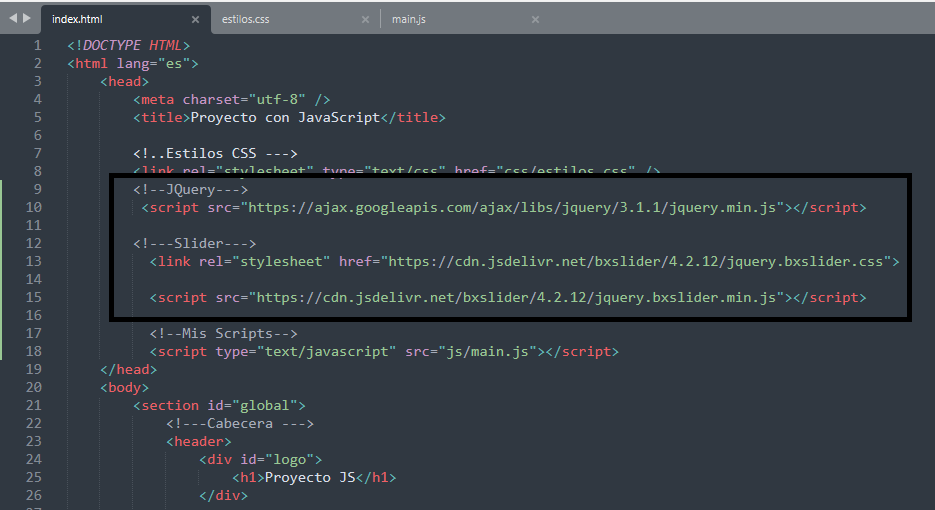 index.html × estilos.css × main.js ×
1 <!DOCTYPE HTML>
2 <html lang="es">
3 <head>
4 <meta charset="utf-8" />
5 <title>Proyecto con JavaScript</title>
6
7 <!..Estilos CSS --->
8 <link rel="stylesheet" type="text/css" href="css/estilos.css" />
9 <!--JQuery--->
10 <script src="https://ajax.googleapis.com/ajax/libs/jquery/3.1.1/jquery.min.js"></script>
11
12 <!---Slider--->
13 <link rel="stylesheet" href="https://cdn.jsdelivr.net/bxslider/4.2.12/jquery.bxslider.css">
14
15 <script src="https://cdn.jsdelivr.net/bxslider/4.2.12/jquery.bxslider.min.js"></script>
16
17 <!--Mis Scripts-->
18 <script type="text/javascript" src="js/main.js"></script>
19 </head>
20 <body>
21 <section id="global">
22 <!---Cabecera --->
23 <header>
24 <div id="logo">
25 <h1>Proyecto JS</h1>
26 </div>